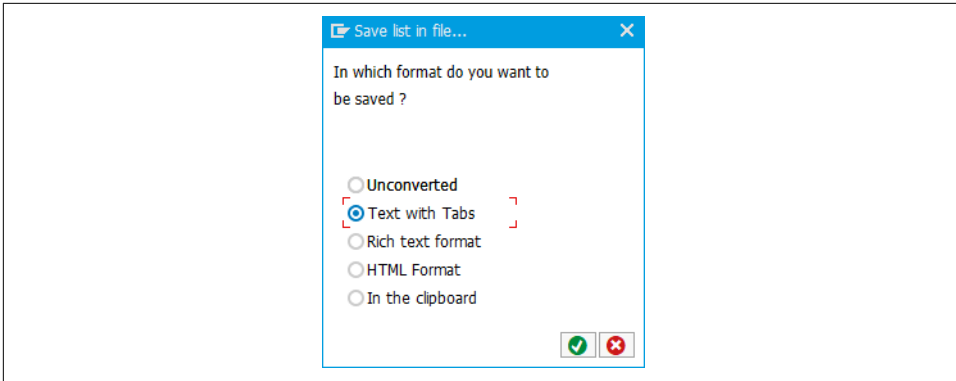 Save list in file...
In which format do you want to
be saved ?
Unconverted
Text with Tabs
Rich text format
HTML Format
In the clipboard